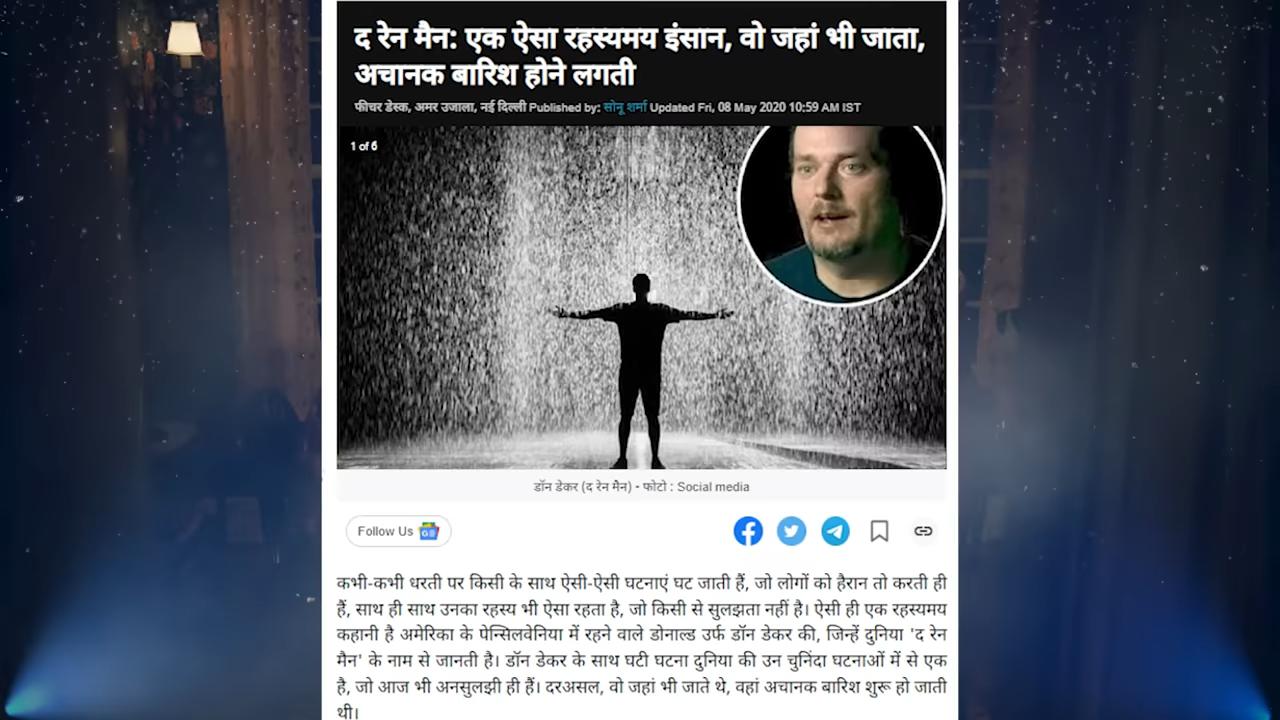 द रेन मैन: एक ऐसा रहस्यमय इंसान, वो जहां भी जाता,
अचानक बारिश होने लगती
फीचर डेस्क, अमर उजाला, नई दिल्ली Published by: सोनू शर्मा Updated Fri, 08 May 2020 10:59 AM IST
1 of 6
डॉन डेकर (द रेन मैन) - फोटो : Social media
Follow Us
कभी-कभी धरती पर किसी के साथ ऐसी-ऐसी घटनाएं घट जाती हैं, जो लोगों को हैरान तो करती ही
हैं, साथ ही साथ उनका रहस्य भी ऐसा रहता है, जो किसी से सुलझता नहीं है। ऐसी ही एक रहस्यमय
कहानी है अमेरिका के पेन्सिलवेनिया में रहने वाले डोनाल्ड उर्फ डॉन डेकर की, जिन्हें दुनिया 'द रेन
मैन' के नाम से जानती है। डॉन डेकर के साथ घटी घटना दुनिया की उन चुनिंदा घटनाओं में से एक
है, जो आज भी अनसुलझी ही हैं। दरअसल, वो जहां भी जाते थे, वहां अचानक बारिश शुरू हो जाती
थी।